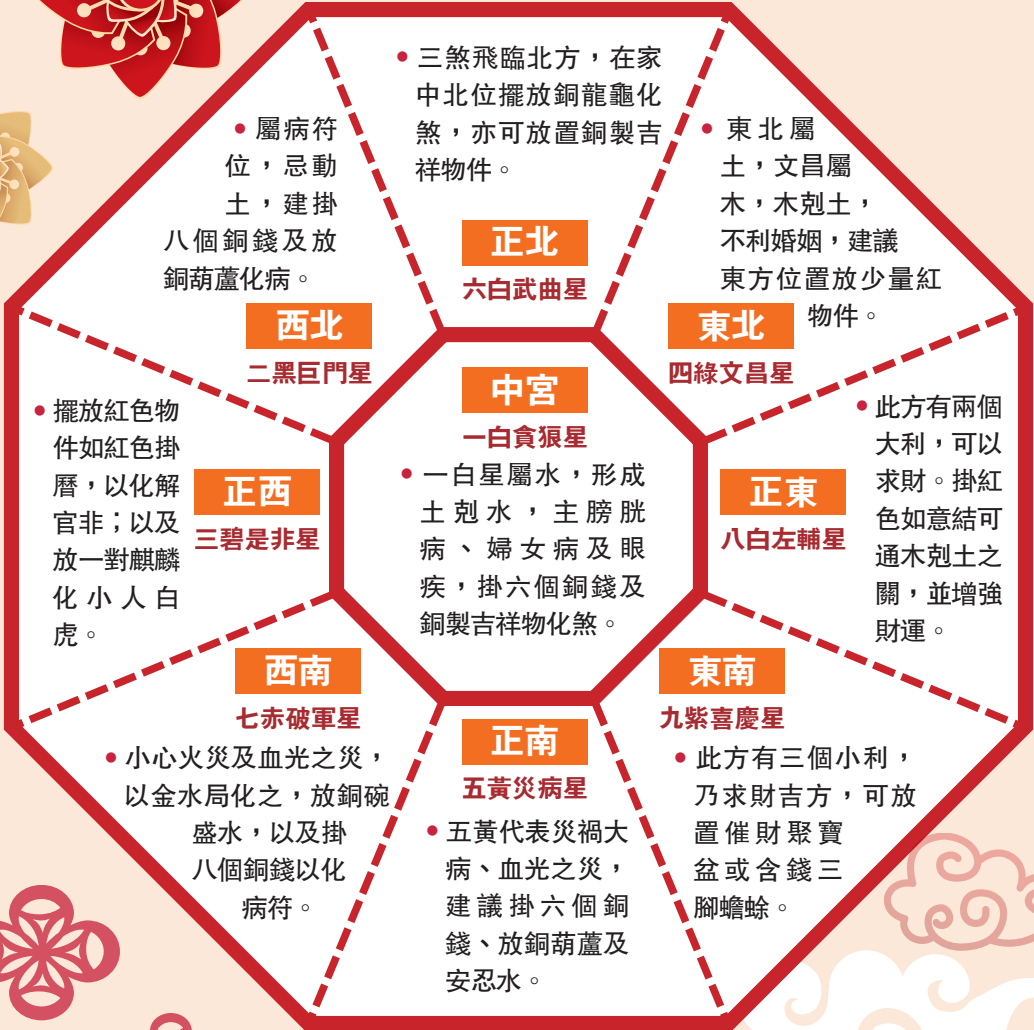 三煞飛臨北方，在家
中北位擺放銅龍龜化
煞，亦可放置銅製吉
祥物件。
正北
六白武曲星
屬病符
位，忌動
土，建掛
八個銅錢及放
銅葫蘆化病。
西北
二黑巨門星
東北屬
土，文昌屬
木，木剋土，
不利婚姻，建議
東方位置放少量紅
物件。
東北
四綠文昌星
擺放紅色物
件如紅色掛
曆，以化解
官非；以及
放一對麒麟
化小人白
虎。
正西
三碧是非星
中宮
一白貪狼星
一白星屬水，形成
土剋水，主膀胱
病、婦女病及眼
疾，掛六個銅錢及
銅製吉祥物化煞。
正東
八白左輔星
此方有兩個
大利，可以
求財。掛紅
色如意結可
通木剋土之
關，並增強
財運。
西南
七赤破軍星
小心火災及血光之災，
以金水局化之，放銅碗
盛水，以及掛
八個銅錢以化
病符。
正南
五黃災病星
五黃代表災禍大
病、血光之災，
建議掛六個銅
錢、放銅葫蘆及
安忍水。
東南
九紫喜慶星
此方有三個小利，
乃求財吉方，可放
置催財聚寶
盆或含錢三
腳蟾蜍。